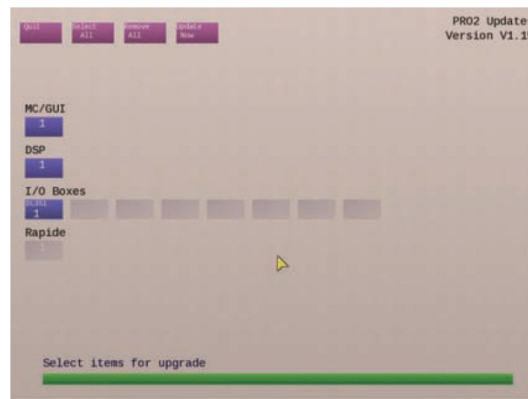 Quit
Select
All
Remove
All
Update
Now
PRO2 Update
Version V1.15
MC/GUI
1
DSP
1
I/O Boxes
1
Rapide
1
Select items for upgrade